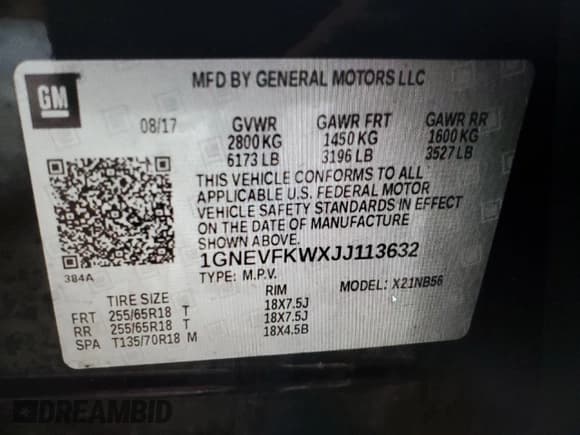 GM
MFD BY GENERAL MOTORS LLC
08/17 GVWR GAWR FRT GAWR RR
2800 KG 1450 KG 1600 KG
6173 LB 3196 LB 3527 LB
THIS VEHICLE CONFORMS TO ALL
APPLICABLE U.S. FEDERAL MOTOR
VEHICLE SAFETY STANDARDS IN EFFECT
ON THE DATE OF MANUFACTURE
SHOWN ABOVE.
384A
1GNEVFKWXJJ113632
TYPE: M.P.V. MODEL: X21NB56
TIRE SIZE RIM
FRT 255/65R18 T 18X7.5J
RR 255/65R18 T 18X7.5J
SPA T135/70R18 M 18X4.5B
DREAMBID